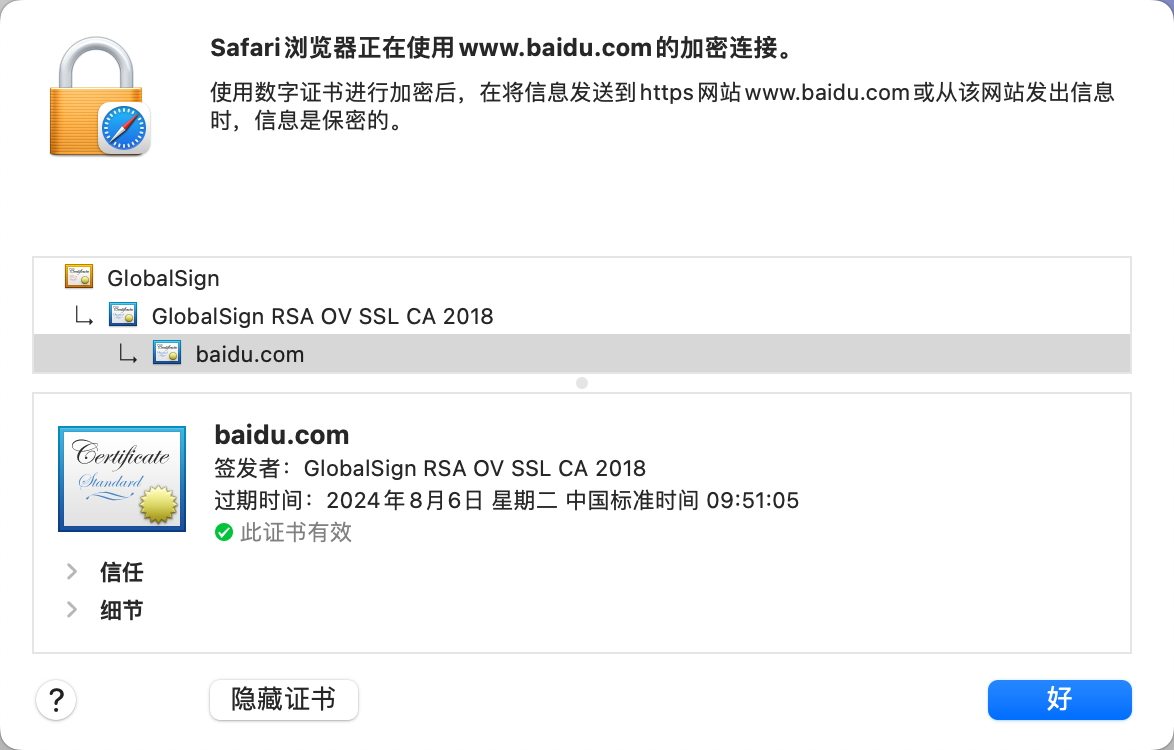 Safari浏览器正在使用www.baidu.com的加密连接。
使用数字证书进行加密后，在将信息发送到https网站www.baidu.com或从该网站发出信息
时，信息是保密的。
GlobalSign
GlobalSign RSA OV SSL CA 2018
baidu.com
Certificate
Standard
baidu.com
签发者：GlobalSign RSA OV SSL CA 2018
过期时间：2024年8月6日 星期二 中国标准时间 09:51:05
此证书有效
信任
细节
?
隐藏证书
好